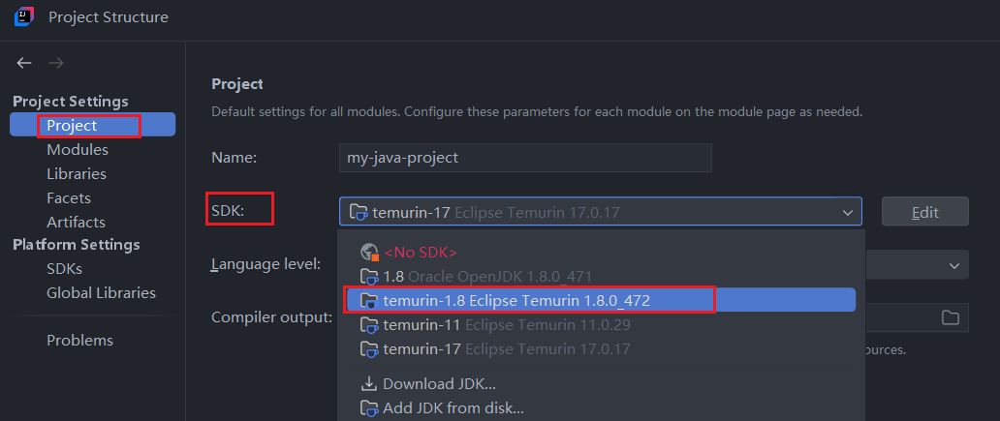 Project Structure
Project Settings
Project
Modules
Libraries
Facets
Artifacts
Platform Settings
SDKs
Global Libraries
Problems
Project
Default settings for all modules. Configure these parameters for each module on the module page as needed.
Name: my-java-project
SDK: temurin-17 Eclipse Temurin 17.0.17 Edit
<No SDK>
1.8 Oracle OpenJDK 1.8.0_471
Language level:
temurin-1.8 Eclipse Temurin 1.8.0_472
Compiler output:
temurin-11 Eclipse Temurin 11.0.29
temurin-17 Eclipse Temurin 17.0.17
Download JDK...
Add JDK from disk...